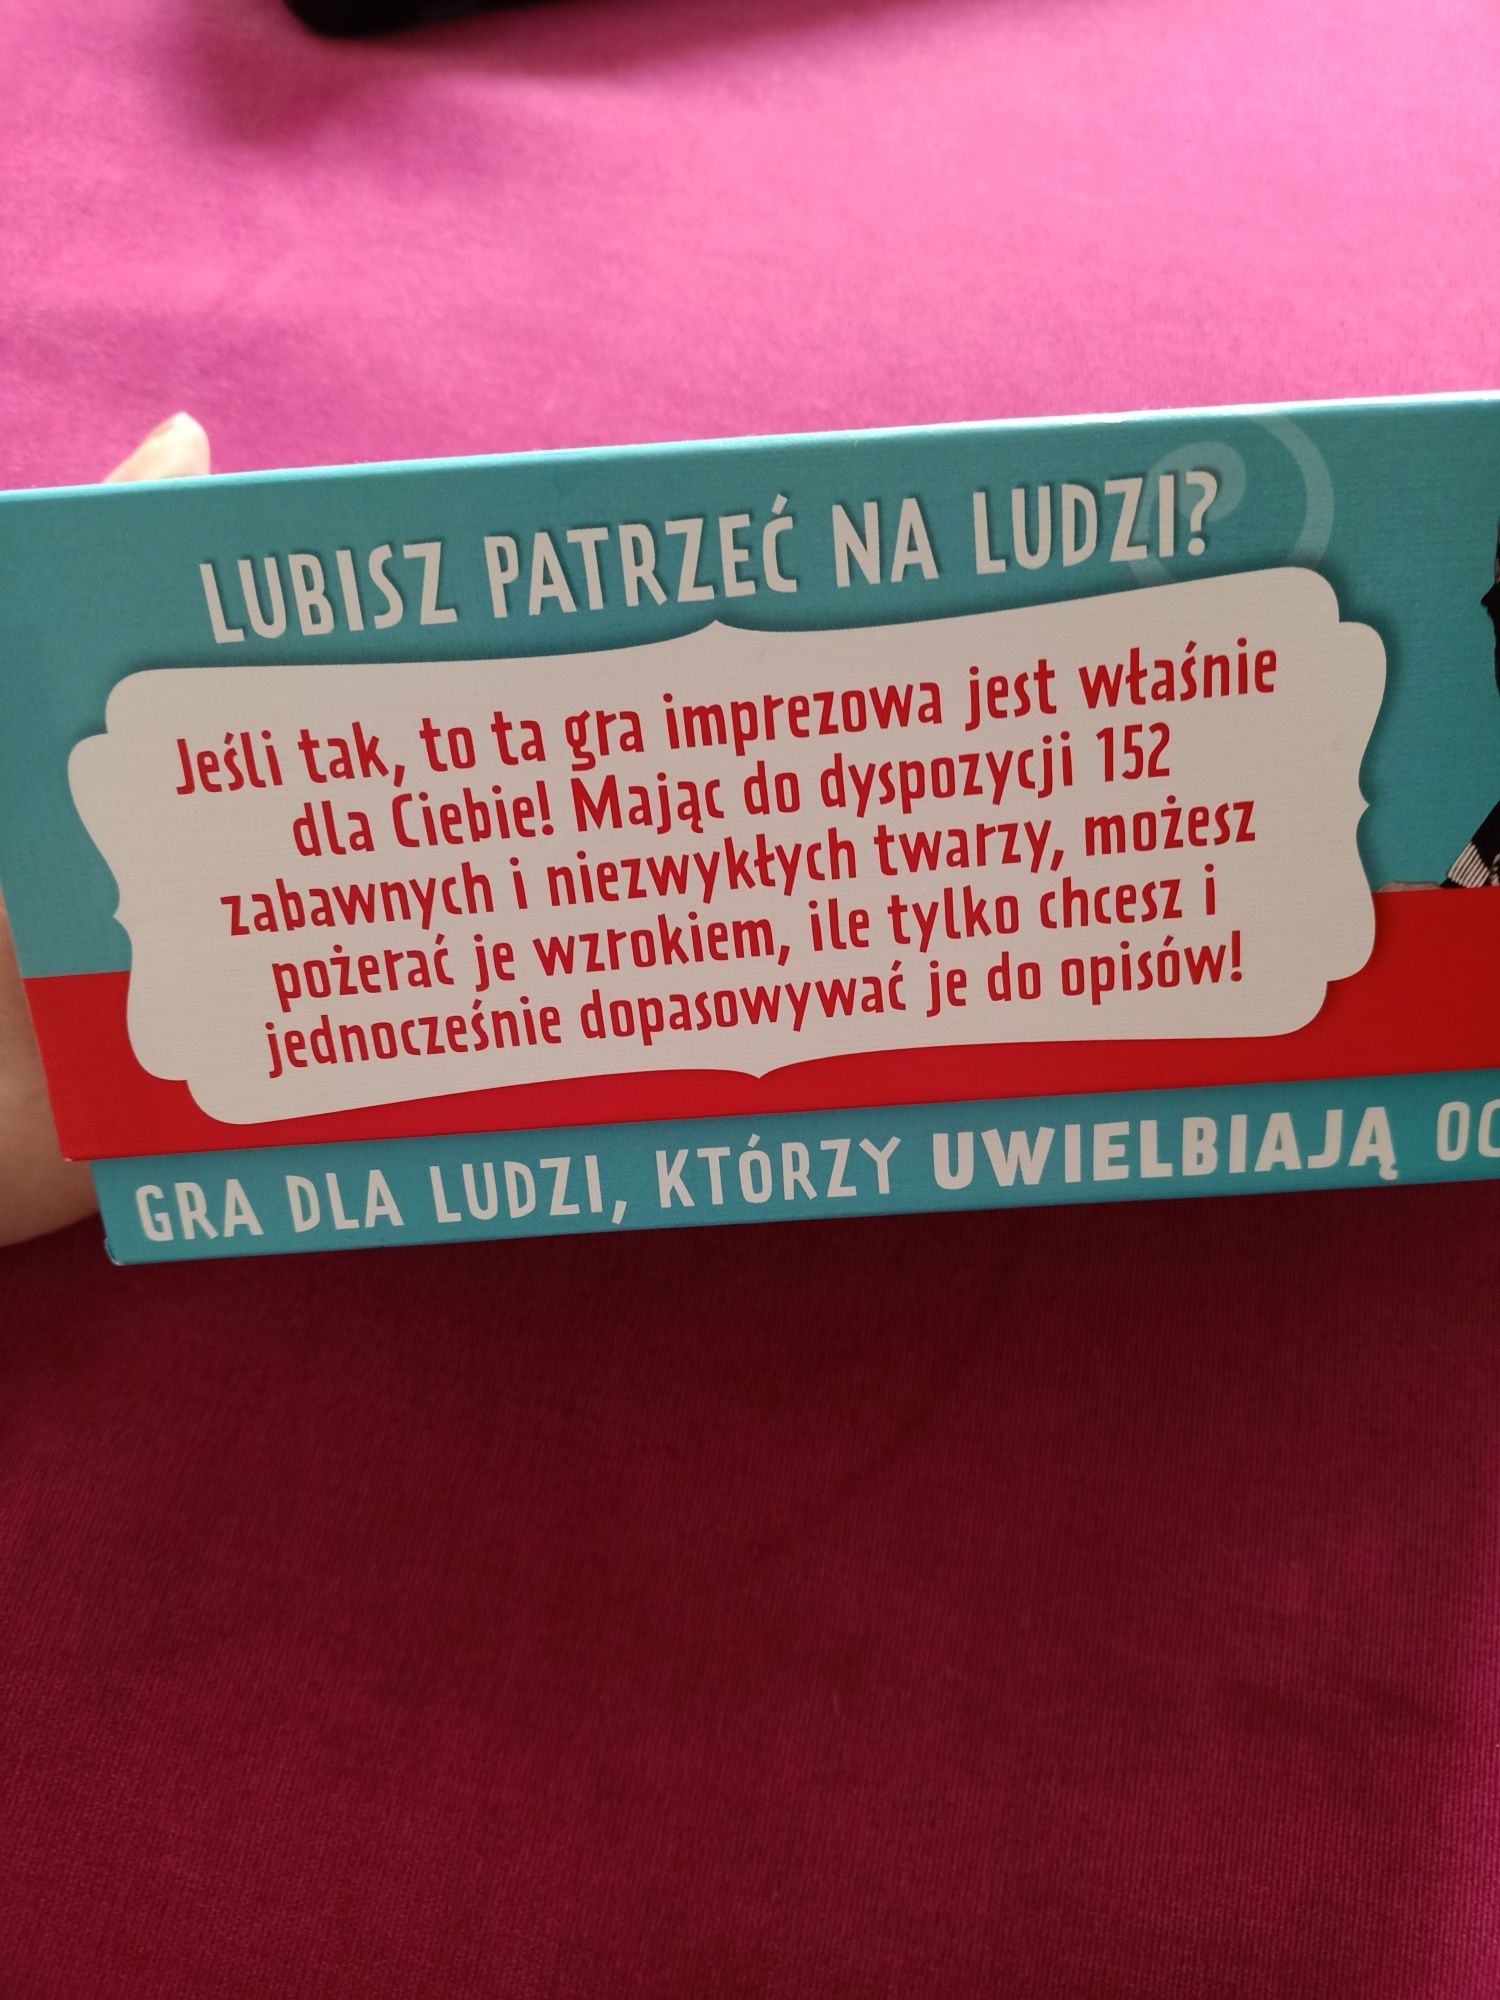 LUBISZ PATRZEĆ NA LUDZI?
Jeśli tak, to ta gra imprezowa jest właśnie
dla Ciebie! Mając do dyspozycji 152
zabawnych i niezwykłych twarzy, możesz
pożerać je wzrokiem, ile tylko chcesz i
jednocześnie dopasowywać je do opisów!
GRA DLA LUDZI, KTÓRZY UWIELBIAJĄ